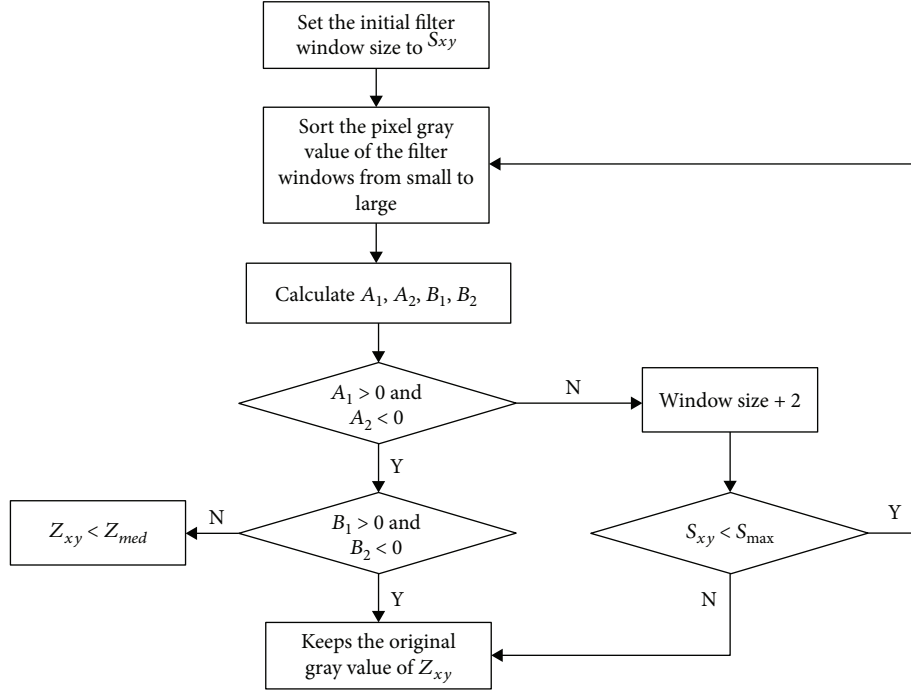 Set the initial filter
window size to Sxy
Sort the pixel gray
value of the filter
windows from small to
large
Calculate A₁, A₂, B₁, B₂
A₁ > 0 and
A₂ < 0
N
Window size + 2
Y
B₁ > 0 and
B₂ < 0
N
Zxy < Zmed
Sxy < Smax
Y
Y
N
Keeps the original
gray value of Zxy